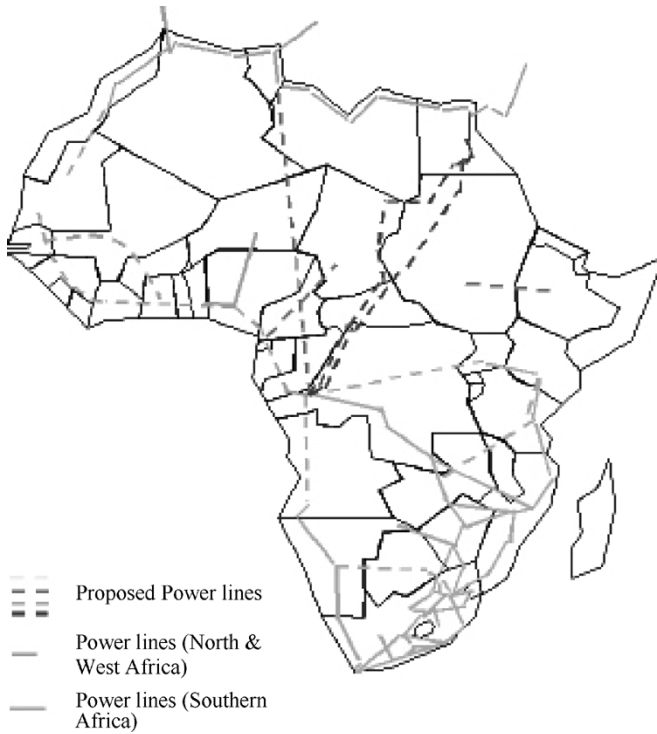 Proposed Power lines
Power lines (North &
West Africa)
Power lines (Southern
Africa)